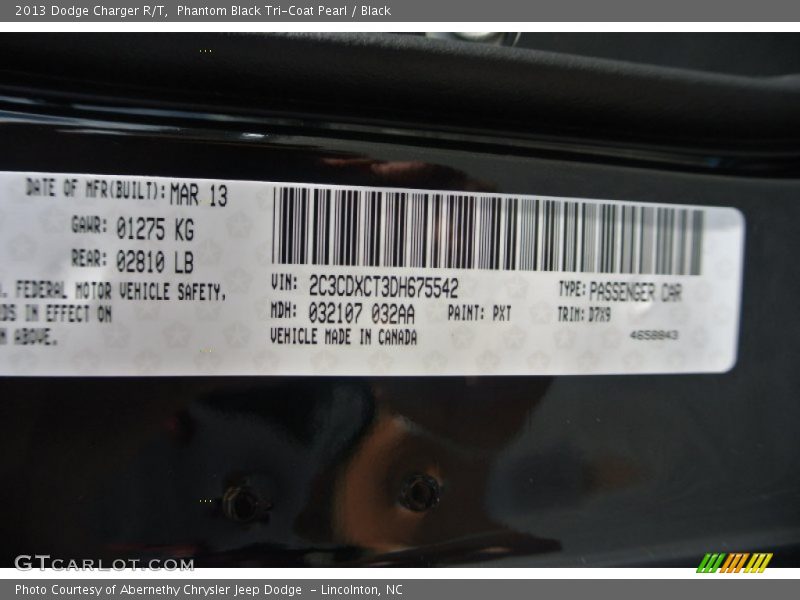 2013 Dodge Charger R/T, Phantom Black Tri-Coat Pearl / Black
DATE OF MFR(BUILT): MAR 13
GAWR: 01275 KG
REAR: 02810 LB
FEDERAL MOTOR VEHICLE SAFETY,
IN EFFECT ON
ABOVE.
VIN: 2C3CDXCT3DH675542
MDH: 032107 032AA PAINT: PXT
VEHICLE MADE IN CANADA
TYPE: PASSENGER CAR
TRIM: D7X9
4658843
GTCARLOT.COM
Photo Courtesy of Abernethy Chrysler Jeep Dodge - Lincolnton, NC